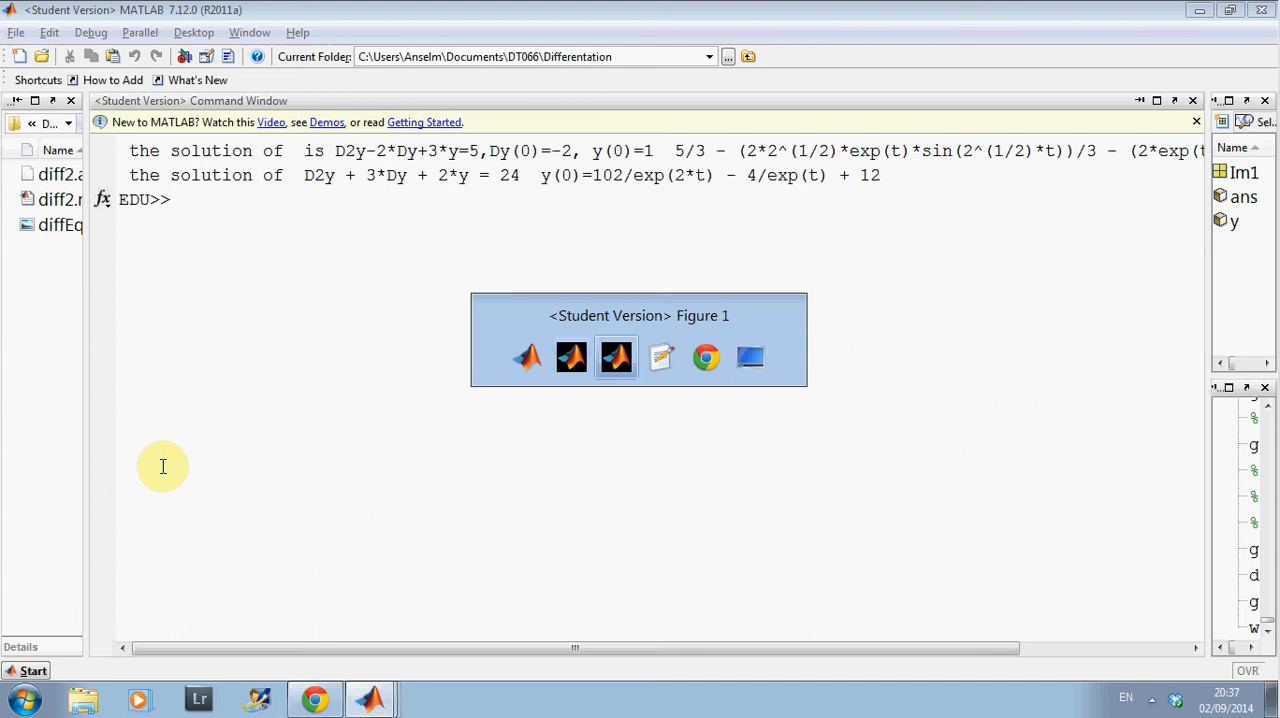 <Student Version> MATLAB 7.12.0 (R2011a)
File Edit Debug Parallel Desktop Window Help
Current Folder: C:\Users\Anselm\Documents\DT066\Differentation
Shortcuts How to Add What's New
<Student Version> Command Window
« D...
New to MATLAB? Watch this Video, see Demos, or read Getting Started.
Sel...
Name
Name
the solution of is D2y-2*Dy+3*y=5,Dy(0)=-2, y(0)=1 5/3 - (2*2^(1/2)*exp(t)*sin(2^(1/2)*t))/3 - (2*exp(t
the solution of D2y + 3*Dy + 2*y = 24 y(0)=102/exp(2*t) - 4/exp(t) + 12
fx EDU>>
diff2.a
diff2.r
diffEq
Im1
ans
y
<Student Version> Figure 1
%
g
%
%
%
g
d
g
w
Details
Start
OVR
Lr
EN
20:37
02/09/2014